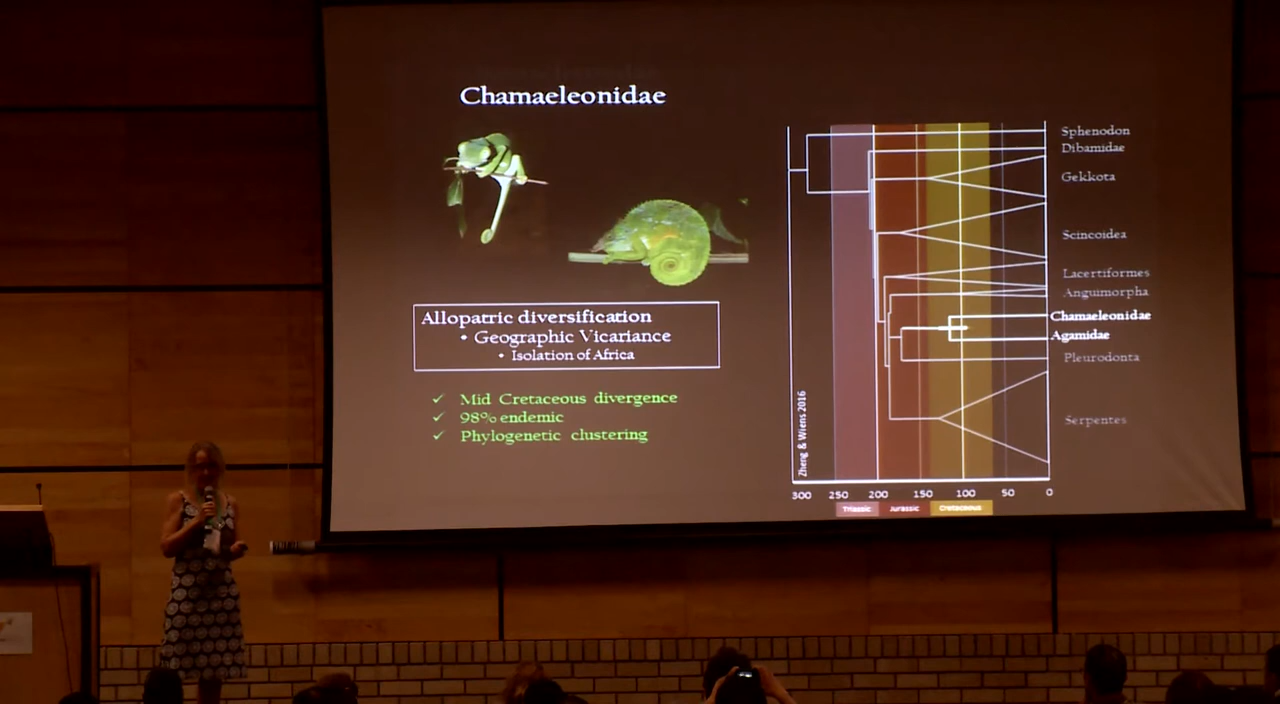 Chamaeleonidae
Allopatric diversification
• Geographic Vicariance
• Isolation of Africa
✓ Mid Cretaceous divergence
✓ 98% endemic
✓ Phylogenetic clustering
Sphenodon
Dibamidae
Gekkota
Scincoidea
Lacertiformes
Anguimorpha
Chamaeleonidae
Agamidae
Pleurodonta
Serpentes
Zheng & Wiens 2016
300 250 200 150 100 50 0
Triassic Jurassic Cretaceous